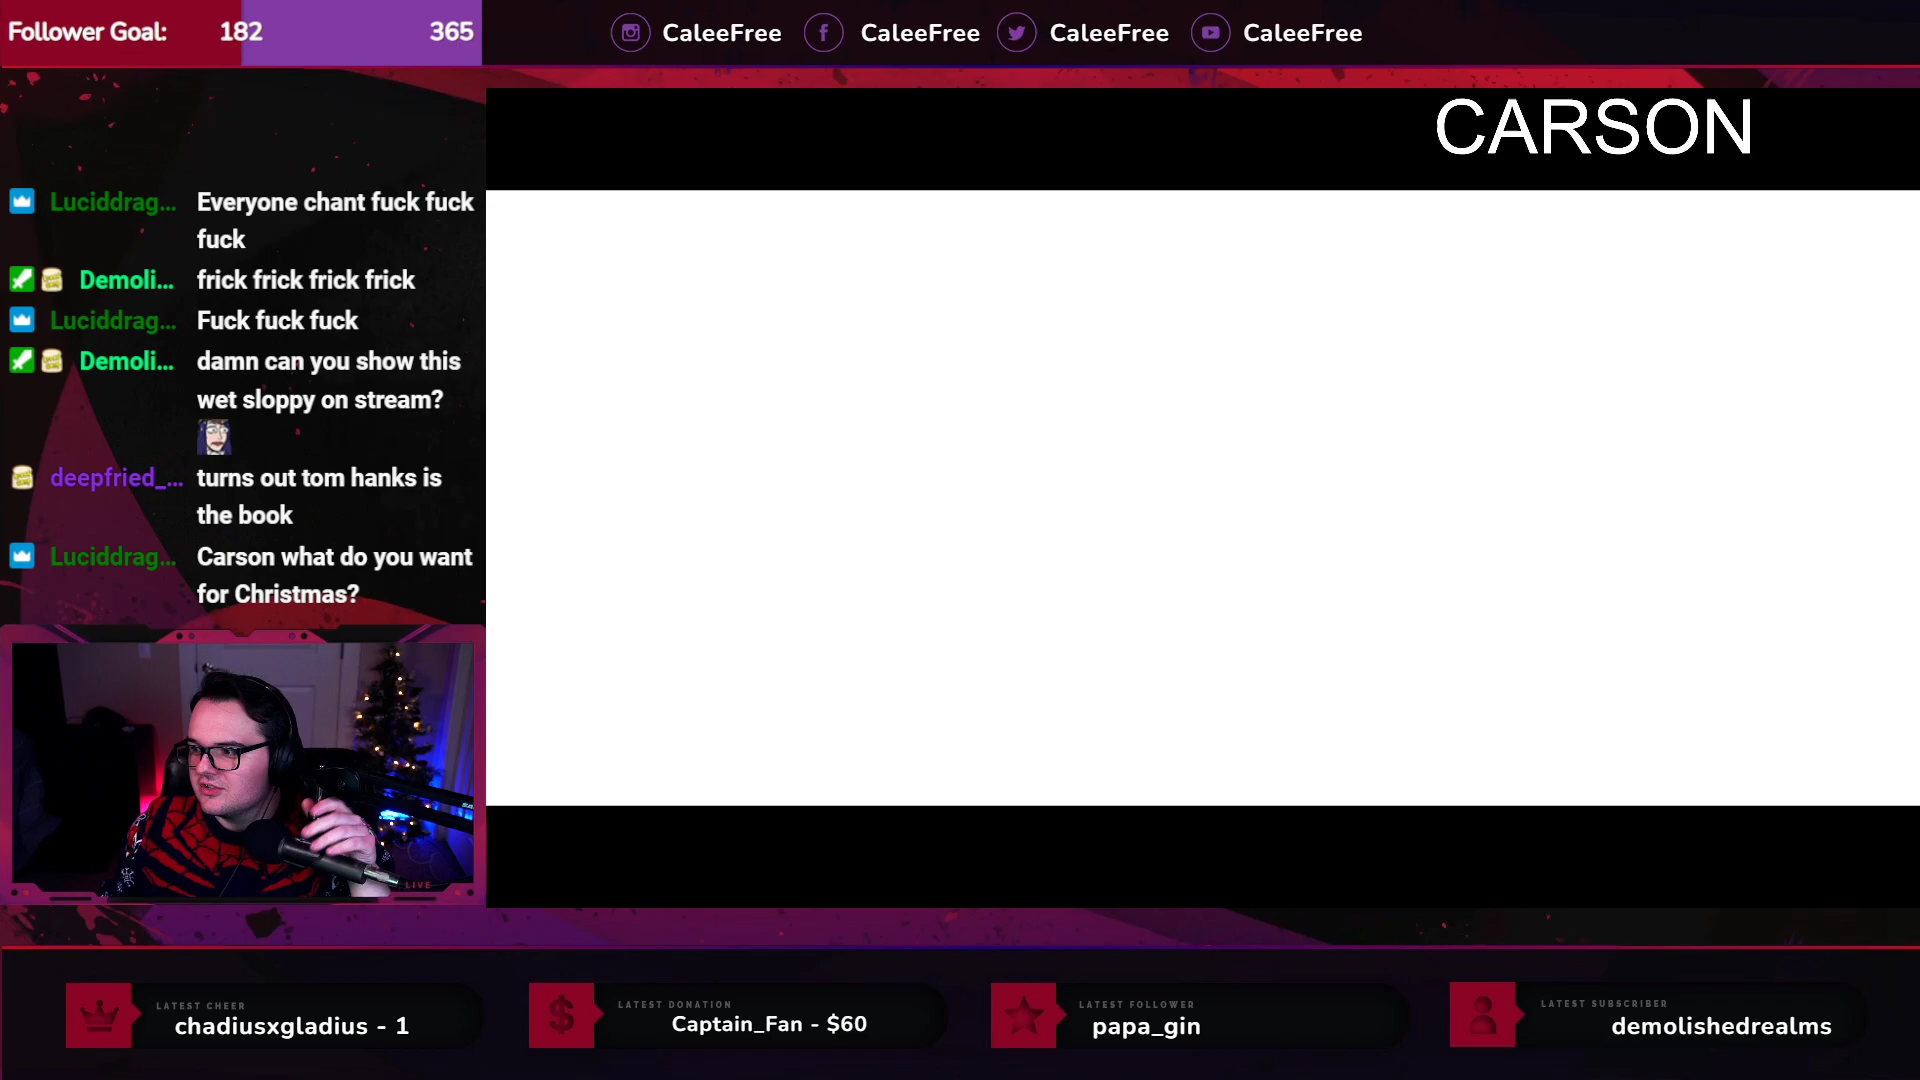 Follower Goal: 182 365
CaleeFree CaleeFree CaleeFree CaleeFree
CARSON
Luciddrag... Everyone chant fuck fuck
fuck
Demoli... frick frick frick frick
Luciddrag... Fuck fuck fuck
Demoli... damn can you show this
wet sloppy on stream?
deepfried_... turns out tom hanks is
the book
Luciddrag... Carson what do you want
for Christmas?
LIVE
LATEST CHEER
chadiusxgladius - 1
LATEST DONATION
Captain_Fan - $60
LATEST FOLLOWER
papa_gin
LATEST SUBSCRIBER
demolishedrealms